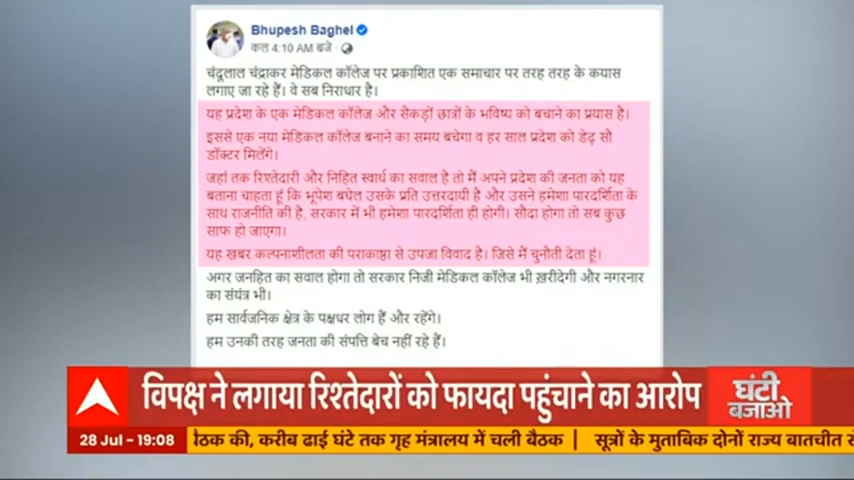 Bhupesh Baghel
कल 4:10 AM बजे ·
चंदूलाल चंद्राकर मेडिकल कॉलेज पर प्रकाशित एक समाचार पर तरह तरह के कयास
लगाए जा रहे हैं। वे सब निराधार है।
यह प्रदेश के एक मेडिकल कॉलेज और सैकड़ों छात्रों के भविष्य को बचाने का प्रयास है।
इससे एक नया मेडिकल कॉलेज बनाने का समय बचेगा व हर साल प्रदेश को डेढ़ सौ
डॉक्टर मिलेंगे।
जहां तक रिश्तेदारी और निहित स्वार्थ का सवाल है तो मैं अपने प्रदेश की जनता को यह
बताना चाहता हूं कि भूपेश बघेल उसके प्रति उत्तरदायी है और उसने हमेशा पारदर्शिता के
साथ राजनीति की है, सरकार में भी हमेशा पारदर्शिता ही होगी। सौदा होगा तो सब कुछ
साफ हो जाएगा।
यह खबर कल्पनाशीलता की पराकाष्ठा से उपजा विवाद है। जिसे मैं चुनौती देता हूं।
अगर जनहित का सवाल होगा तो सरकार निजी मेडिकल कॉलेज भी ख़रीदेगी और नगरनार
का संयंत्र भी।
हम सार्वजनिक क्षेत्र के पक्षधर लोग हैं और रहेंगे।
हम उनकी तरह जनता की संपत्ति बेच नहीं रहे हैं।
विपक्ष ने लगाया रिश्तेदारों को फायदा पहुंचाने का आरोप
घंटी
बजाओ
28 Jul - 19:08 बैठक की, करीब ढाई घंटे तक गृह मंत्रालय में चली बैठक | सूत्रों के मुताबिक दोनों राज्य बातचीत से